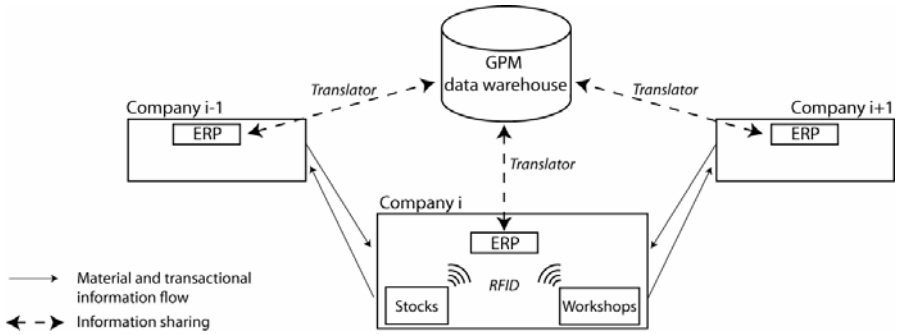 GPM
data warehouse
Translator
Translator
Company i-1
Company i+1
ERP
ERP
Translator
Company i
ERP
RFID
Stocks
Workshops
Material and transactional
information flow
Information sharing